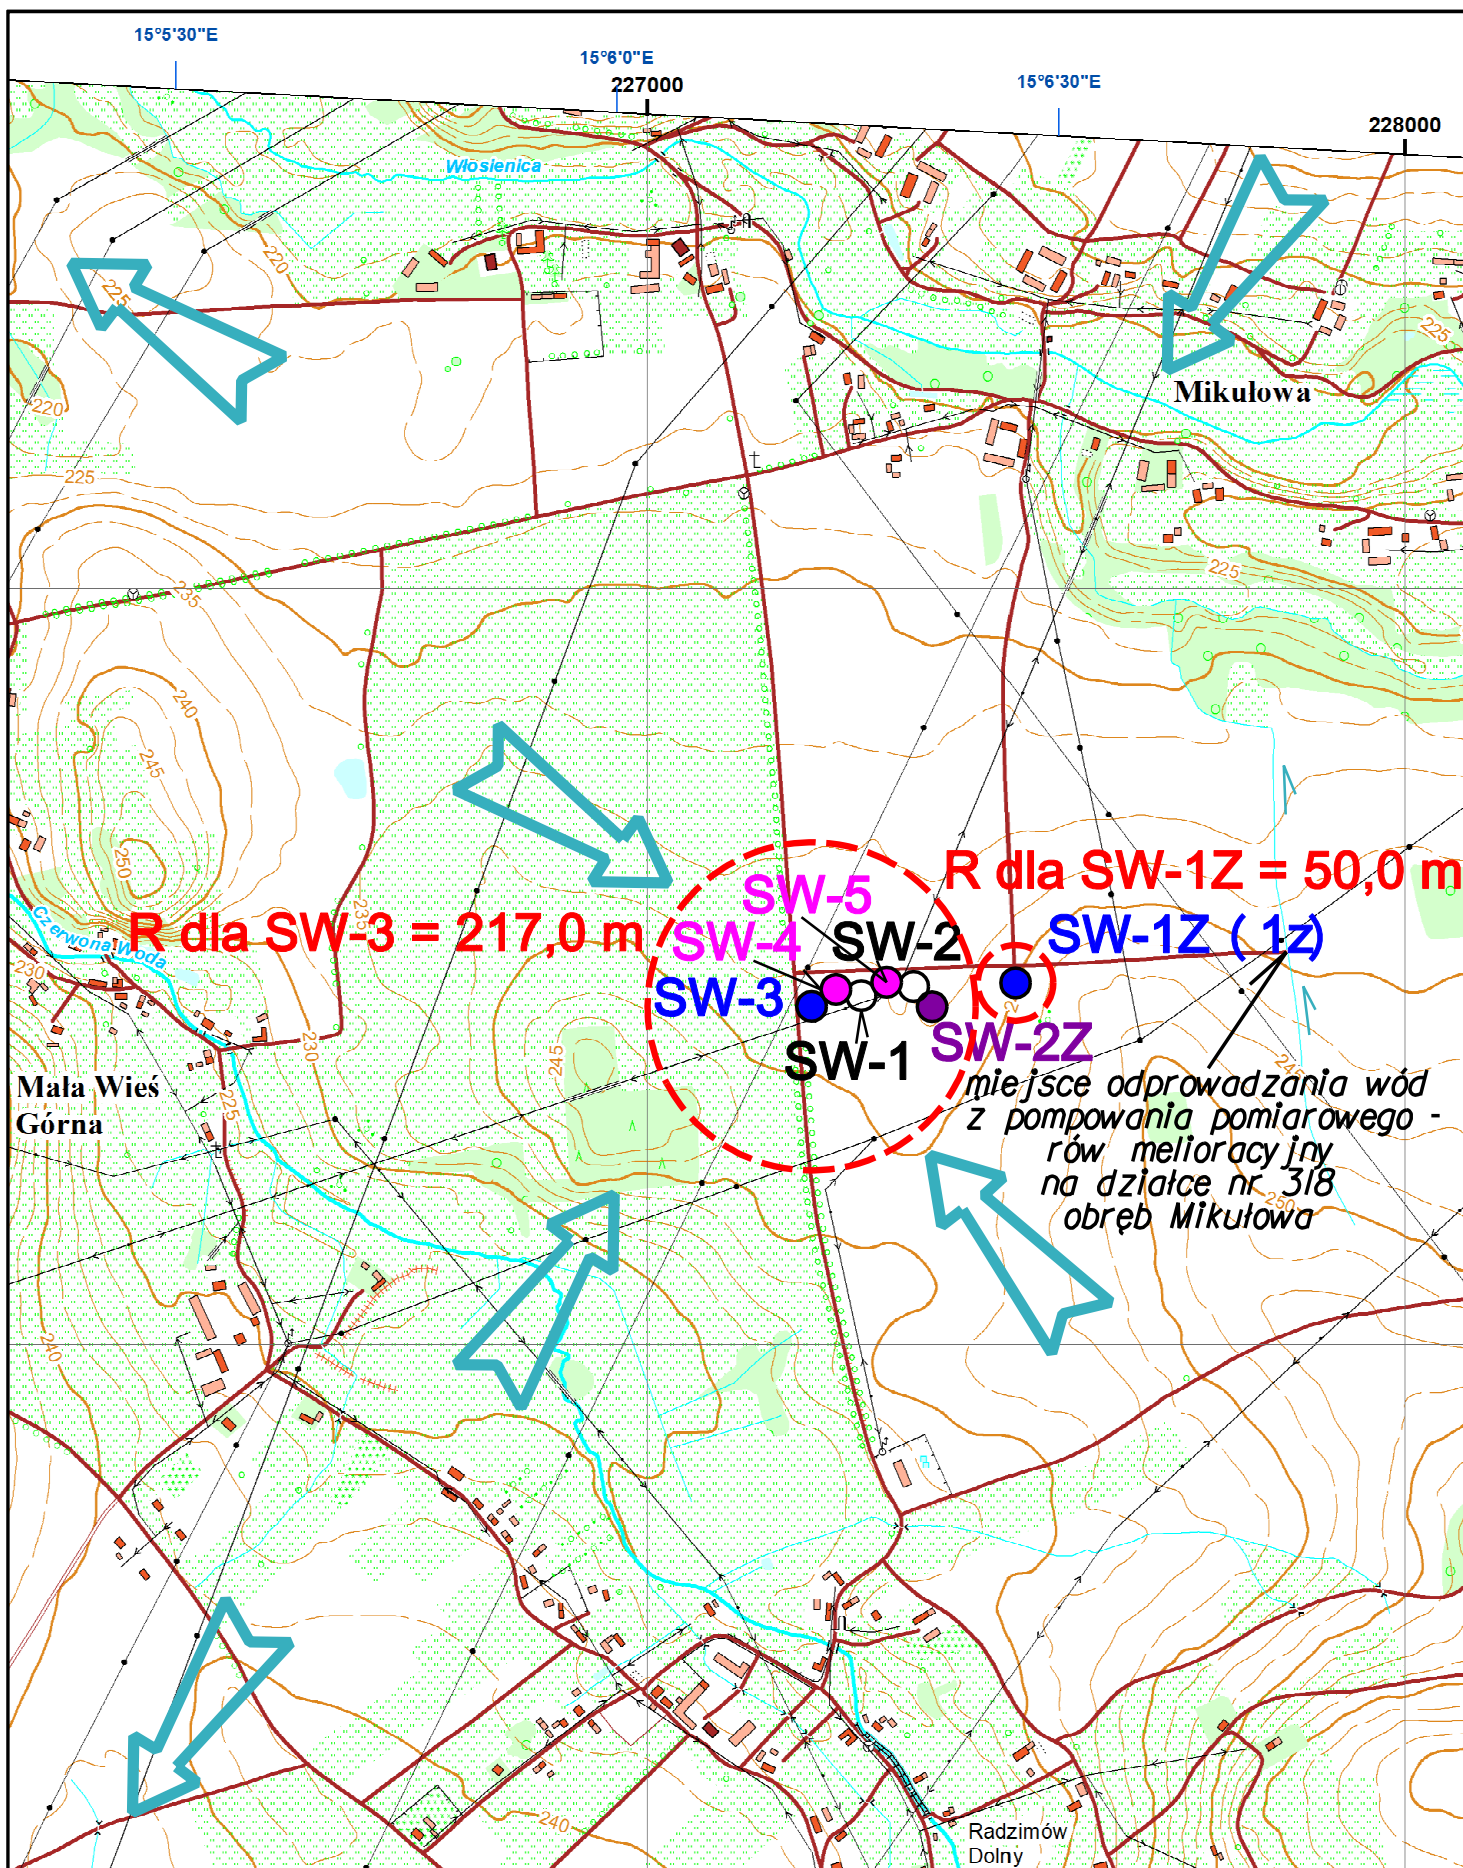 15°5'30"E
15°6'0"E
227000
15°6'30"E
228000
Włosienica
220
225
225
220
Mikułowa
225
225
235
240
245
250
235
R dla SW-1Z = 50,0 m
SW-5
R dla SW-3 = 217,0 m
SW-4
SW-2
SW-1Z ( 1z)
Czerwona Woda
230
SW-3
SW-2Z
SW-1
230
245
245
Mała Wieś
Górna
225
miejsce odprowadzania wód
z pompowania pomiarowego -
rów melioracyjny
na działce nr 318
obręb Mikułowa
250
240
240
Radzimów
Dolny